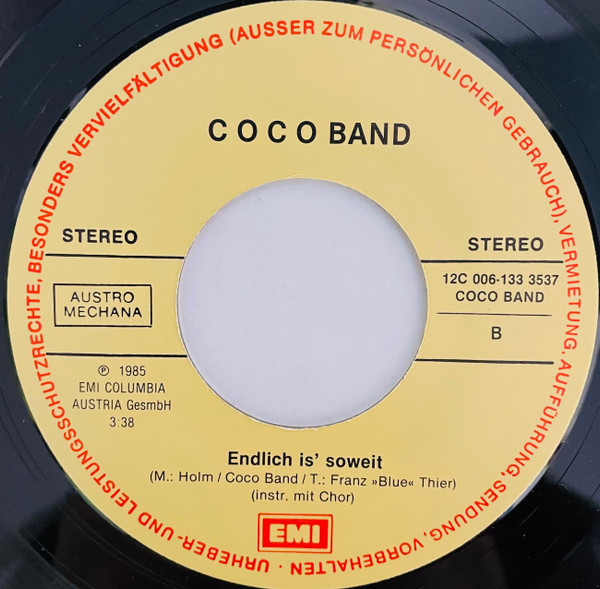 URHEBER- UND LEISTUNGSSCHUTZRECHTE, BESONDERS VERVIELFÄLTIGUNG (AUSSER ZUM PERSÖNLICHEN GEBRAUCH), VERMIETUNG. AUFFÜHRUNG, SENDUNG, VORBEHALTEN ·
COCO BAND
STEREO
STEREO
AUSTRO
MECHANA
12C 006-133 3537
COCO BAND
B
℗ 1985
EMI COLUMBIA
AUSTRIA GesmbH
3:38
Endlich is' soweit
(M.: Holm / Coco Band / T.: Franz »Blue« Thier)
(instr. mit Chor)
EMI